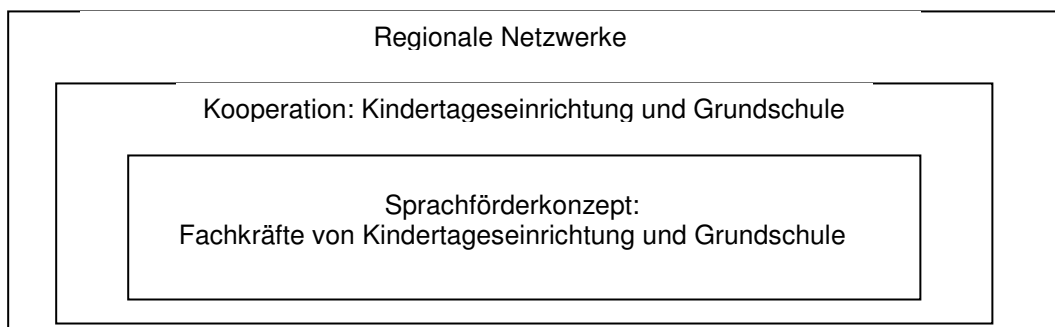 Regionale Netzwerke
Kooperation: Kindertageseinrichtung und Grundschule
Sprachförderkonzept:
Fachkräfte von Kindertageseinrichtung und Grundschule